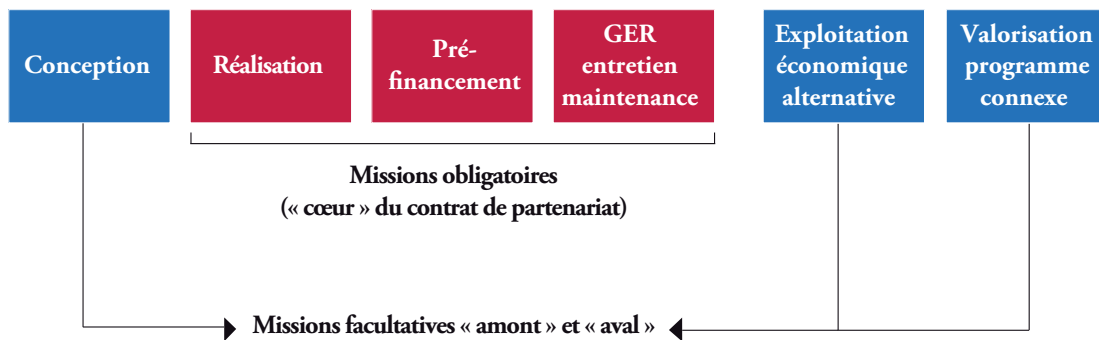 Conception
Réalisation
Pré-
financement
GER
entretien
maintenance
Exploitation
économique
alternative
Valorisation
programme
connexe
Missions obligatoires
(« cœur » du contrat de partenariat)
Missions facultatives « amont » et « aval »